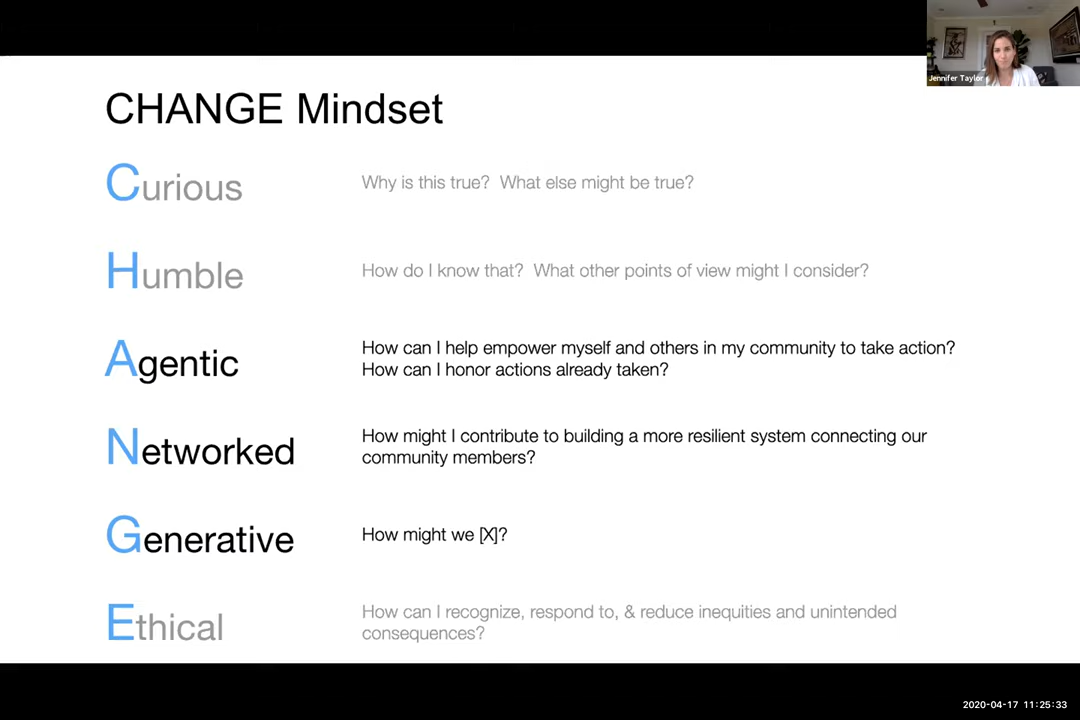 Jennifer Taylor
CHANGE Mindset
Curious
Why is this true? What else might be true?
Humble
How do I know that? What other points of view might I consider?
Agentic
How can I help empower myself and others in my community to take action?
How can I honor actions already taken?
Networked
How might I contribute to building a more resilient system connecting our
community members?
Generative
How might we [X]?
Ethical
How can I recognize, respond to, & reduce inequities and unintended
consequences?
2020-04-17 11:25:33